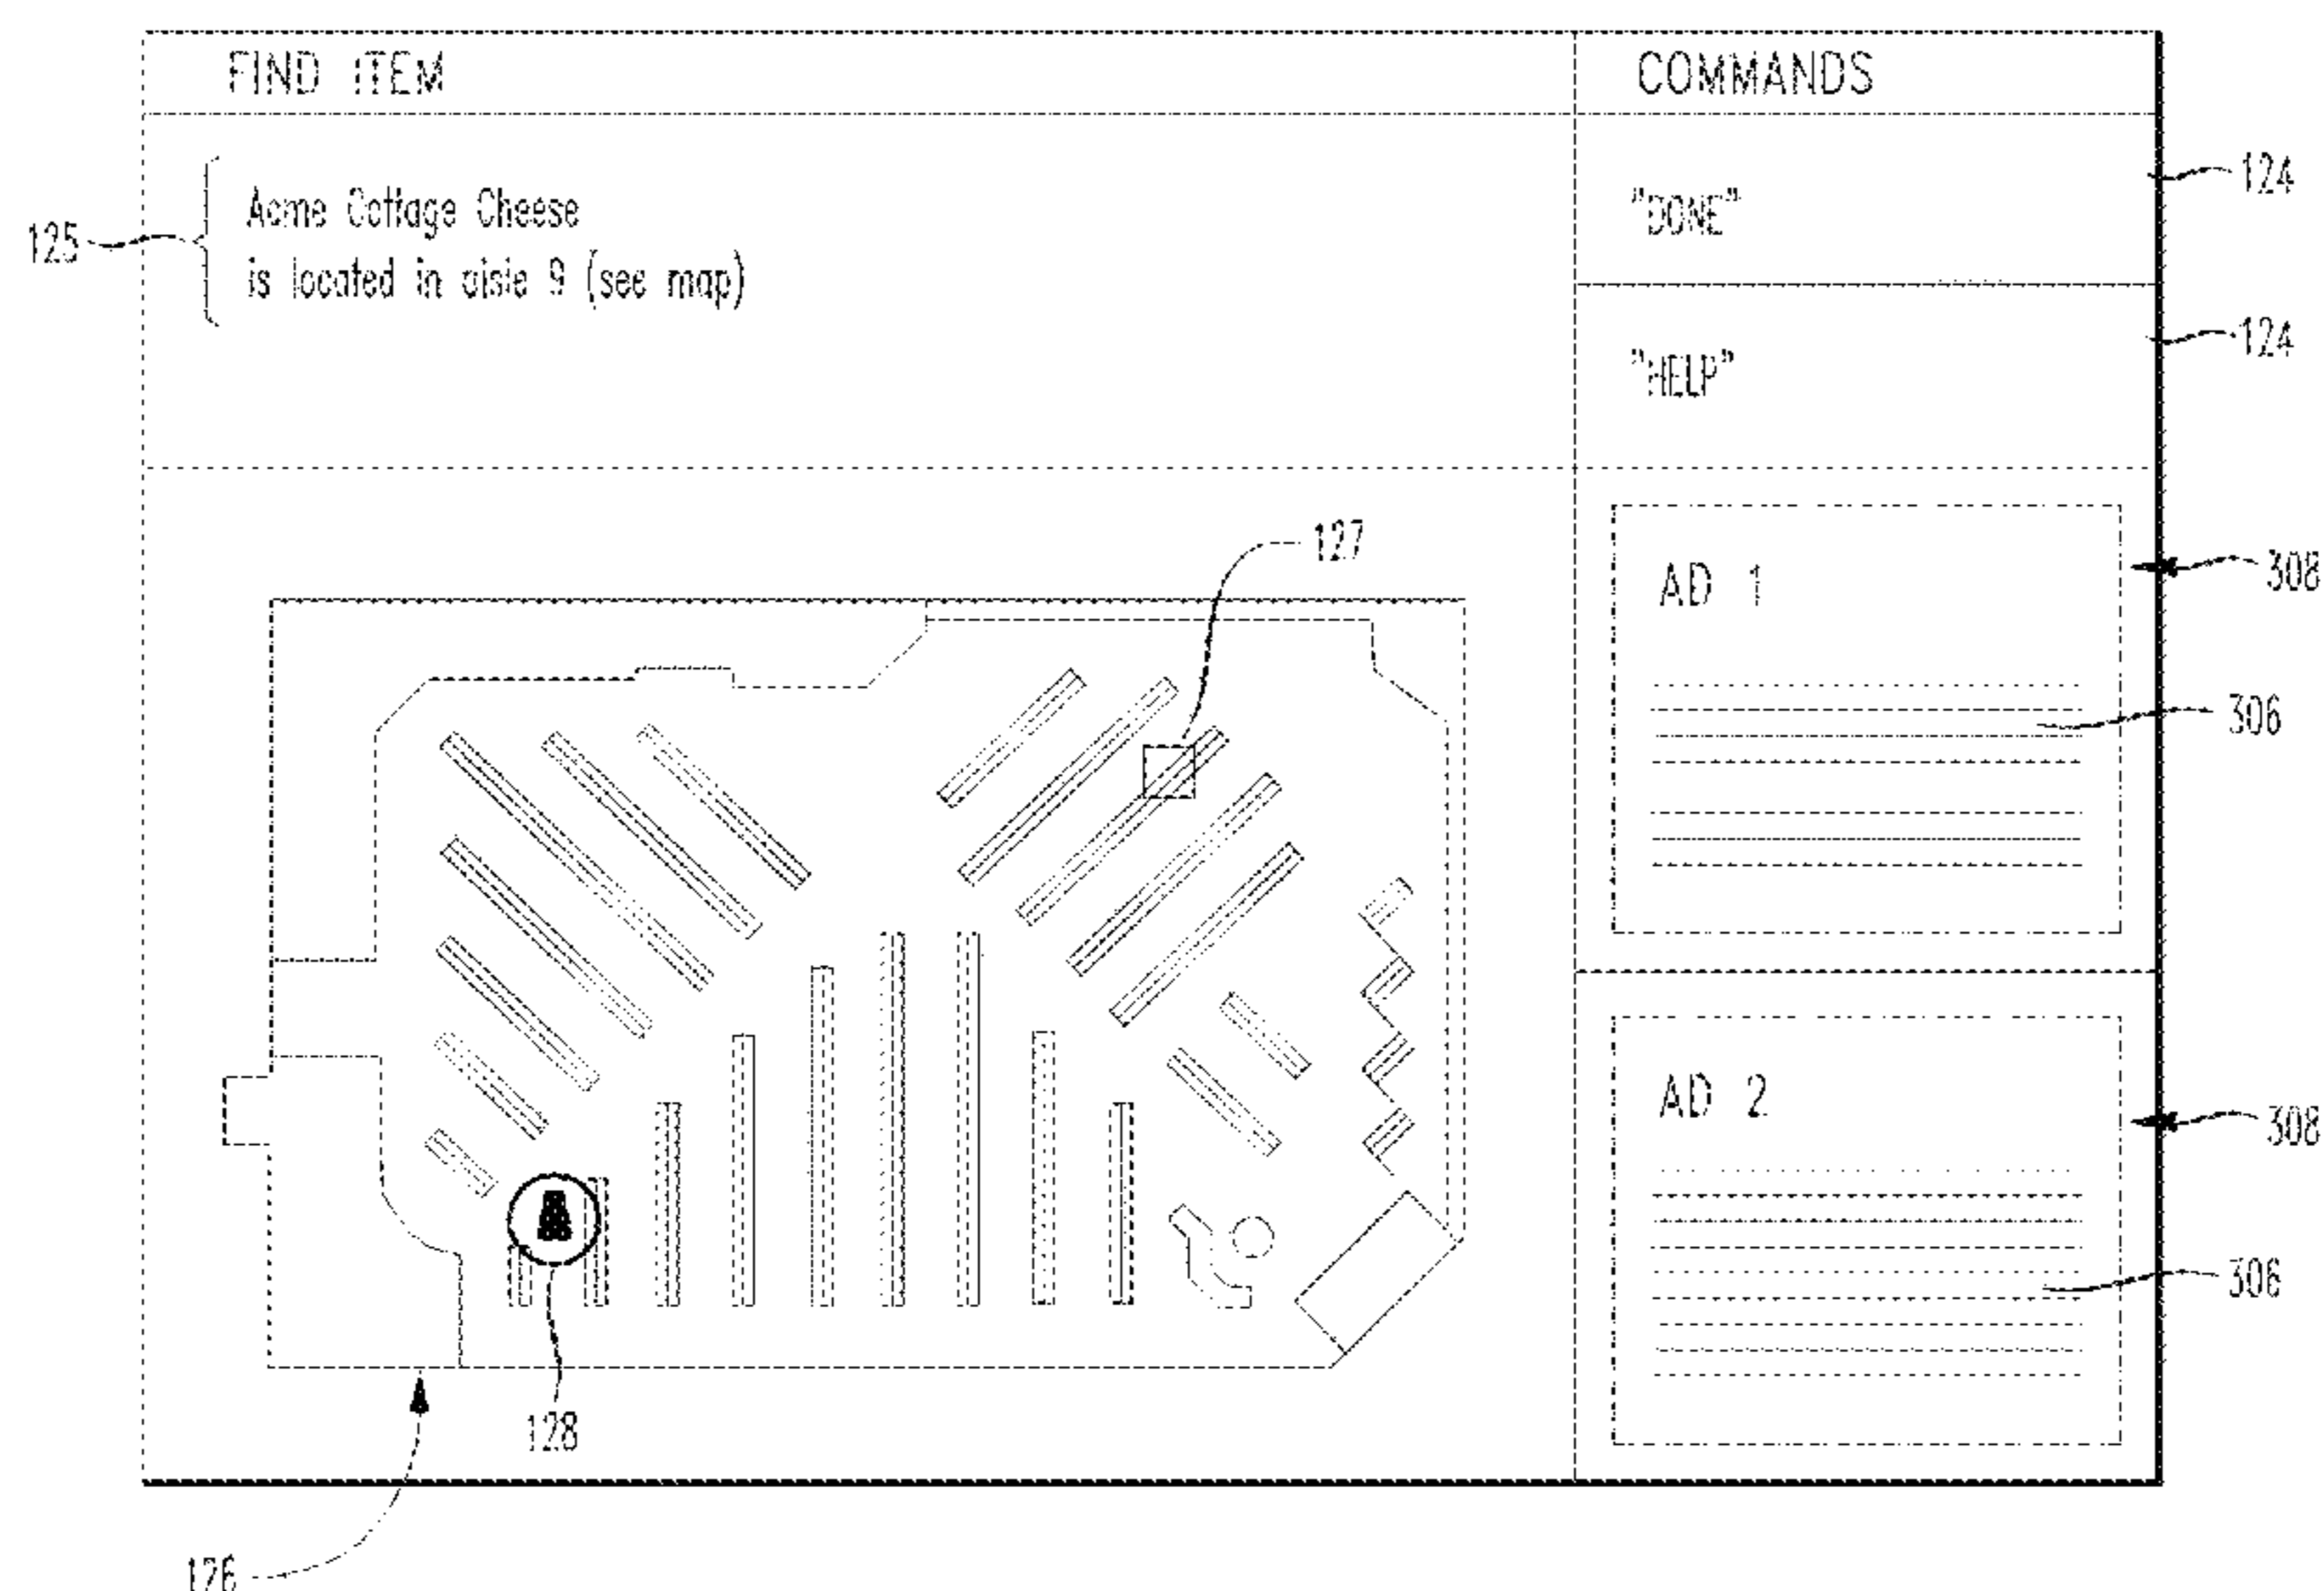 FIND ITEM
COMMANDS
Acme Cottage Cheese
is located in aisle 9 (see map)
125
"DONE"
124
"HELP"
124
127
AD 1
308
306
AD 2
308
306
128
126